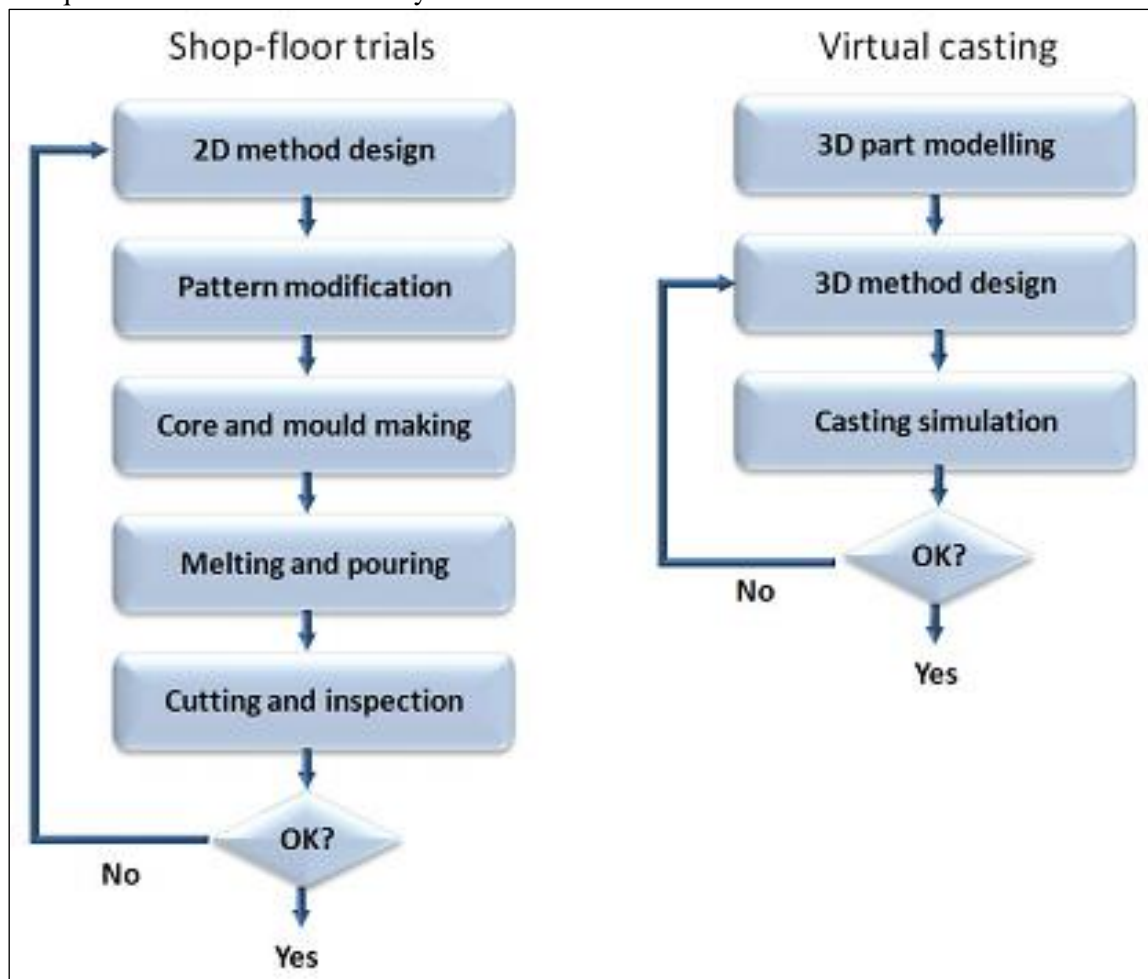 Shop-floor trials
2D method design
Pattern modification
Core and mould making
Melting and pouring
Cutting and inspection
OK?
No
Yes
Virtual casting
3D part modelling
3D method design
Casting simulation
OK?
No
Yes